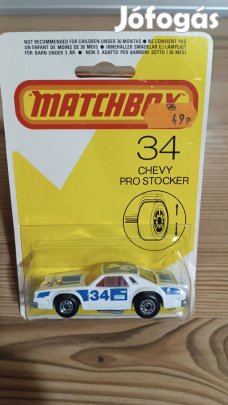 Jófogás
NOT RECOMMENDED FOR CHILDREN UNDER 36 MONTHS • NE CONVIENT PAS
UN ENFANT DE MOINS DE 36 MOIS • INNEHALLER SMADELAR EJ LAMPLIGT
FOR BARN UNDER 3 ÅR • NON È ADATTO PER BAMBINI SOTTO I 36 MESI
"MATCHBOX
49p
34
CHEVY
PRO STOCKER
34